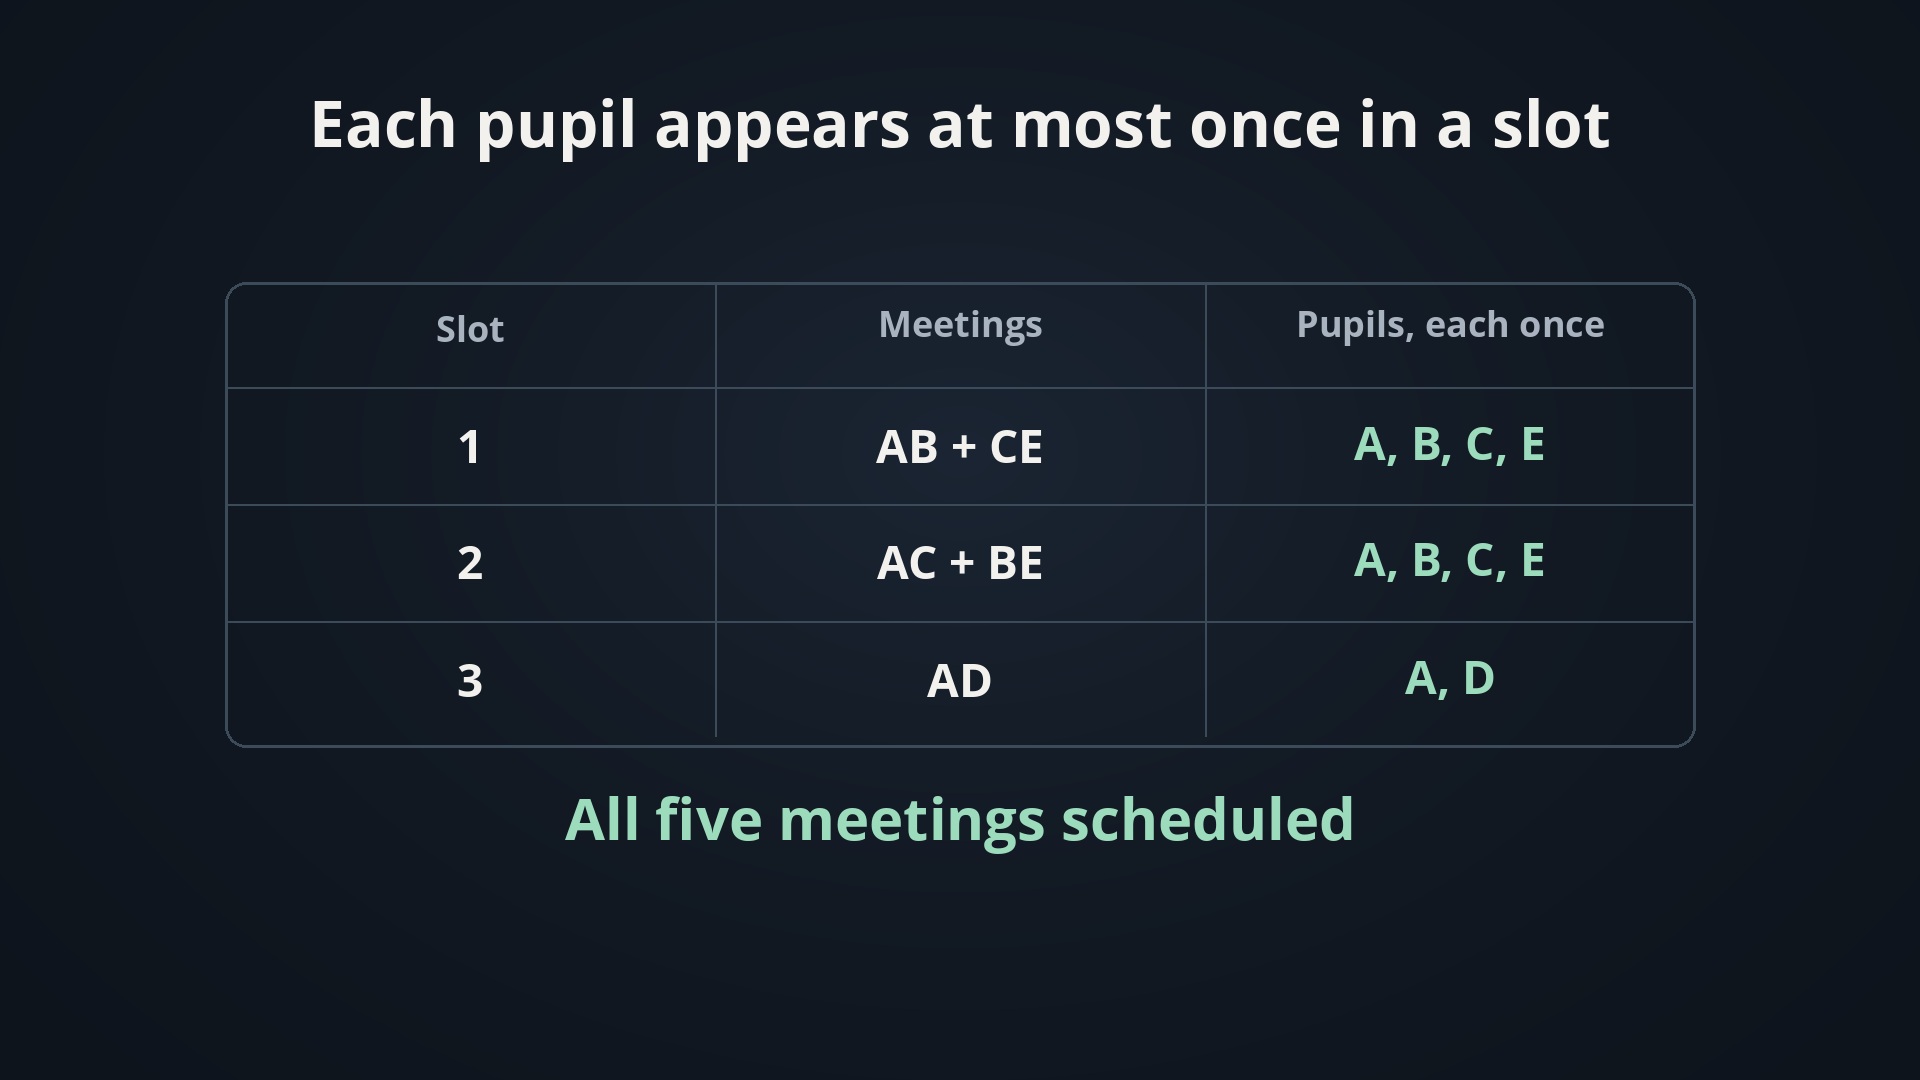 Each pupil appears at most once in a slot
Slot Meetings Pupils, each once
1 AB + CE A, B, C, E
2 AC + BE A, B, C, E
3 AD A, D
All five meetings scheduled